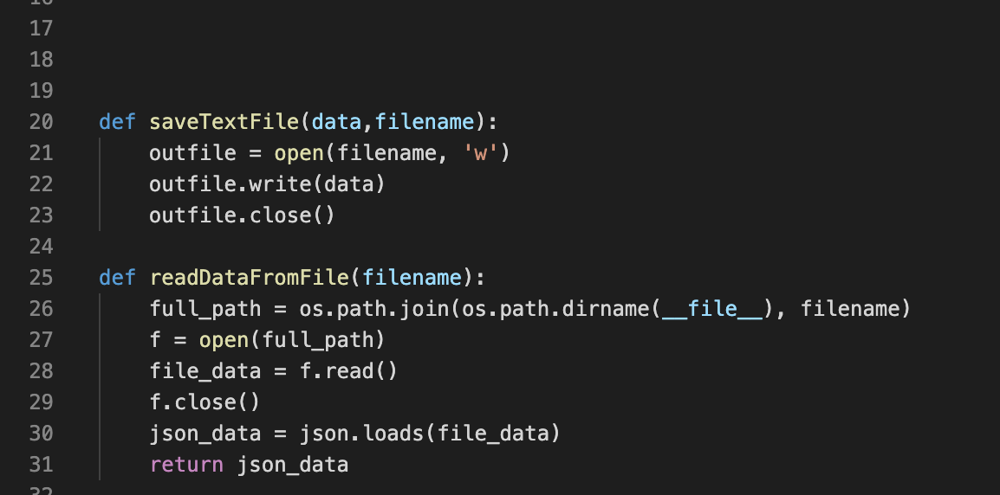 16
17
18
19
20 def saveTextFile(data,filename):
21     outfile = open(filename, 'w')
22     outfile.write(data)
23     outfile.close()
24
25 def readDataFromFile(filename):
26     full_path = os.path.join(os.path.dirname(__file__), filename)
27     f = open(full_path)
28     file_data = f.read()
29     f.close()
30     json_data = json.loads(file_data)
31     return json_data
32